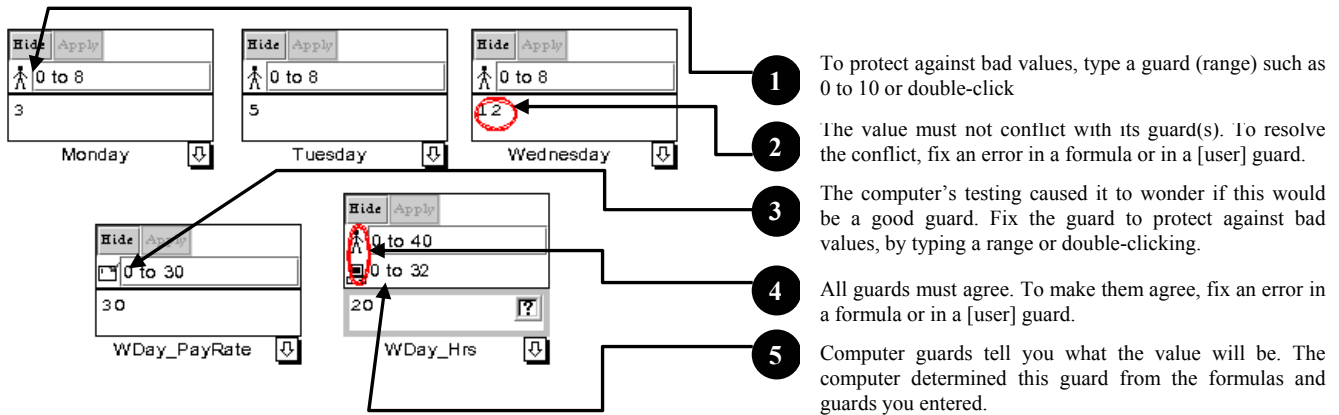 Hide Apply
0 to 8
3
Monday
Hide Apply
0 to 8
5
Tuesday
Hide Apply
0 to 8
12
Wednesday
Hide Apply
0 to 30
30
WDay_PayRate
Hide Apply
0 to 40
0 to 32
20 ?
WDay_Hrs
1
To protect against bad values, type a guard (range) such as
0 to 10 or double-click
2
The value must not conflict with its guard(s). To resolve
the conflict, fix an error in a formula or in a [user] guard.
3
The computer’s testing caused it to wonder if this would
be a good guard. Fix the guard to protect against bad
values, by typing a range or double-clicking.
4
All guards must agree. To make them agree, fix an error in
a formula or in a [user] guard.
5
Computer guards tell you what the value will be. The
computer determined this guard from the formulas and
guards you entered.